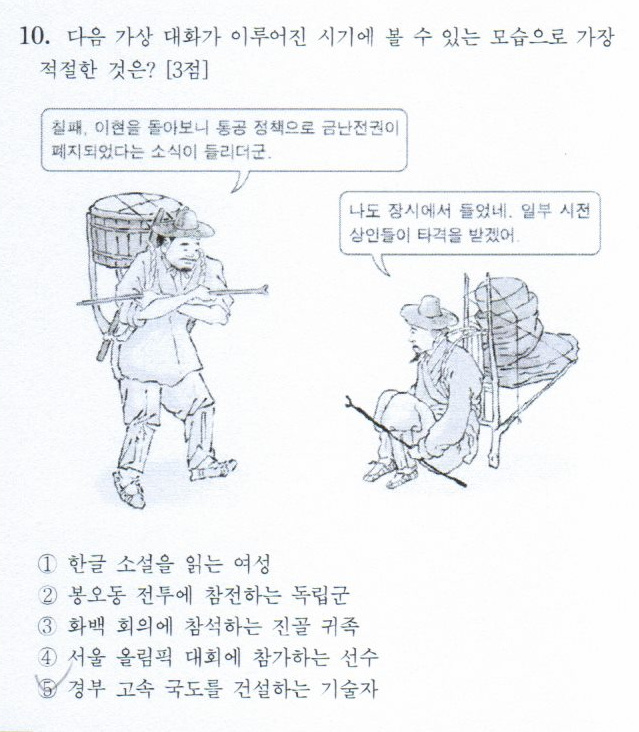 10. 다음 가상 대화가 이루어진 시기에 볼 수 있는 모습으로 가장
적절한 것은? [3점]
칠패, 이현을 돌아보니 통공 정책으로 금난전권이
폐지되었다는 소식이 들리더군.
나도 장시에서 들었네. 일부 시전
상인들이 타격을 받겠어.
① 한글 소설을 읽는 여성
② 봉오동 전투에 참전하는 독립군
③ 화백 회의에 참석하는 진골 귀족
④ 서울 올림픽 대회에 참가하는 선수
⑤ 경부 고속 국도를 건설하는 기술자